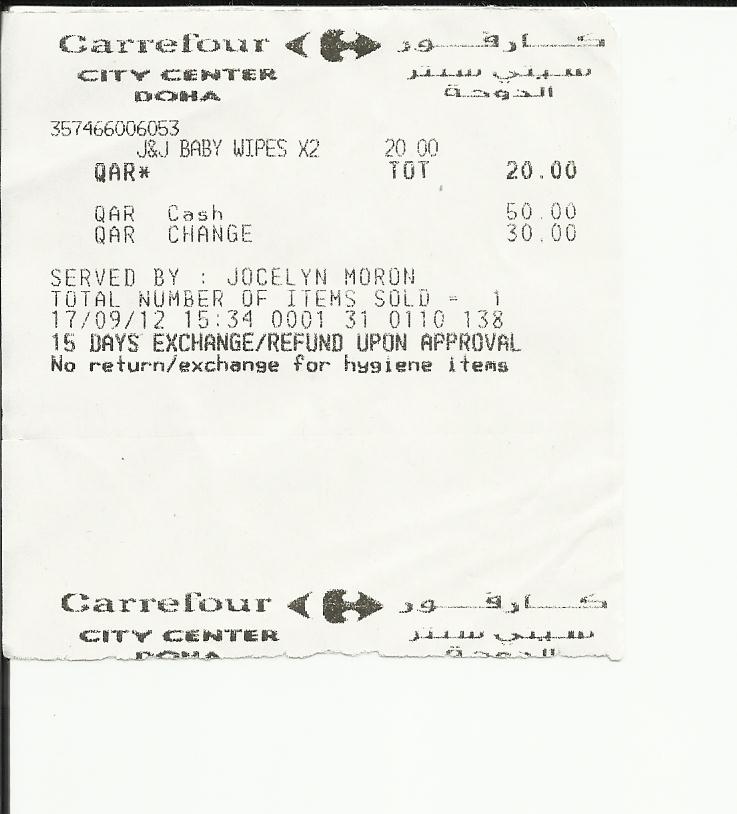 Carrefour كارفور
CITY CENTER سيتي سنتر
DOHA الدوحة
357466006053
J&J BABY WIPES X2 20 00
QAR* TOT 20.00
QAR Cash 50.00
QAR CHANGE 30.00
SERVED BY : JOCELYN MORON
TOTAL NUMBER OF ITEMS SOLD = 1
17/09/12 15:34 0001 31 0110 138
15 DAYS EXCHANGE/REFUND UPON APPROVAL
No return/exchange for hygiene items
Carrefour كارفور
CITY CENTER سيتي سنتر
DOHA الدوحة